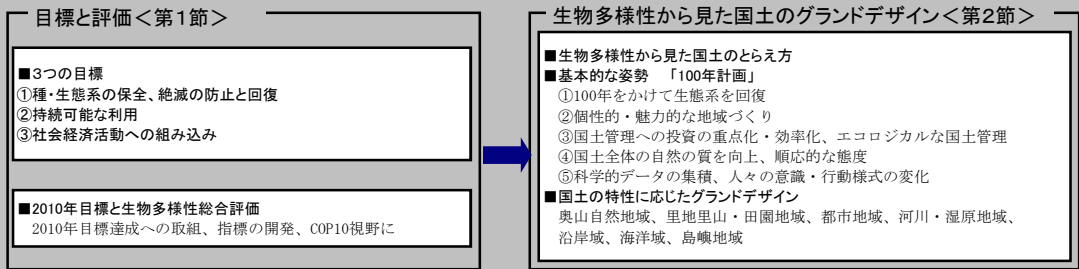 目標と評価＜第１節＞
■３つの目標
①種・生態系の保全、絶滅の防止と回復
②持続可能な利用
③社会経済活動への組み込み
■2010年目標と生物多様性総合評価
2010年目標達成への取組、指標の開発、COP10視野に
生物多様性から見た国土のグランドデザイン＜第２節＞
■生物多様性から見た国土のとらえ方
■基本的な姿勢　「100年計画」
①100年をかけて生態系を回復
②個性的・魅力的な地域づくり
③国土管理への投資の重点化・効率化、エコロジカルな国土管理
④国土全体の自然の質を向上、順応的な態度
⑤科学的データの集積、人々の意識・行動様式の変化
■国土の特性に応じたグランドデザイン
奥山自然地域、里地里山・田園地域、都市地域、河川・湿原地域、
沿岸域、海洋域、島嶼地域